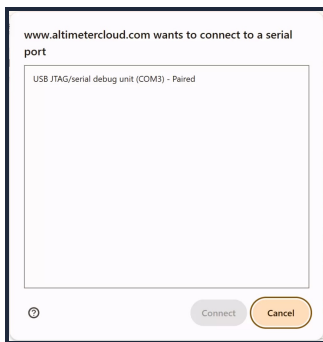 www.altimetercloud.com wants to connect to a serial
port
USB JTAG/serial debug unit (COM3) - Paired
Connect
Cancel